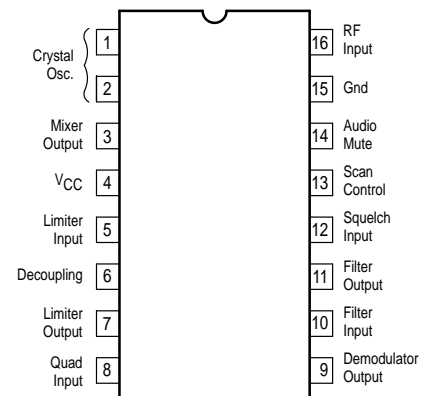 Crystal
Osc.
1
2
Mixer
Output
3
VCC
4
Limiter
Input
5
Decoupling
6
Limiter
Output
7
Quad
Input
8
16
RF
Input
15
Gnd
14
Audio
Mute
13
Scan
Control
12
Squelch
Input
11
Filter
Output
10
Filter
Input
9
Demodulator
Output